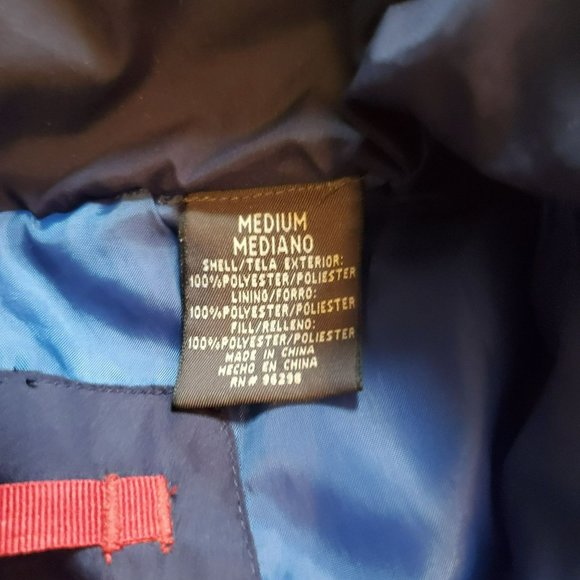 MEDIUM
MEDIANO
SHELL/TELA EXTERIOR:
100%POLYESTER/POLIESTER
LINING/FORRO:
100%POLYESTER/POLIESTER
FILL/RELLENO:
100%POLYESTER/POLIESTER
MADE IN CHINA
HECHO EN CHINA
RN# 96296